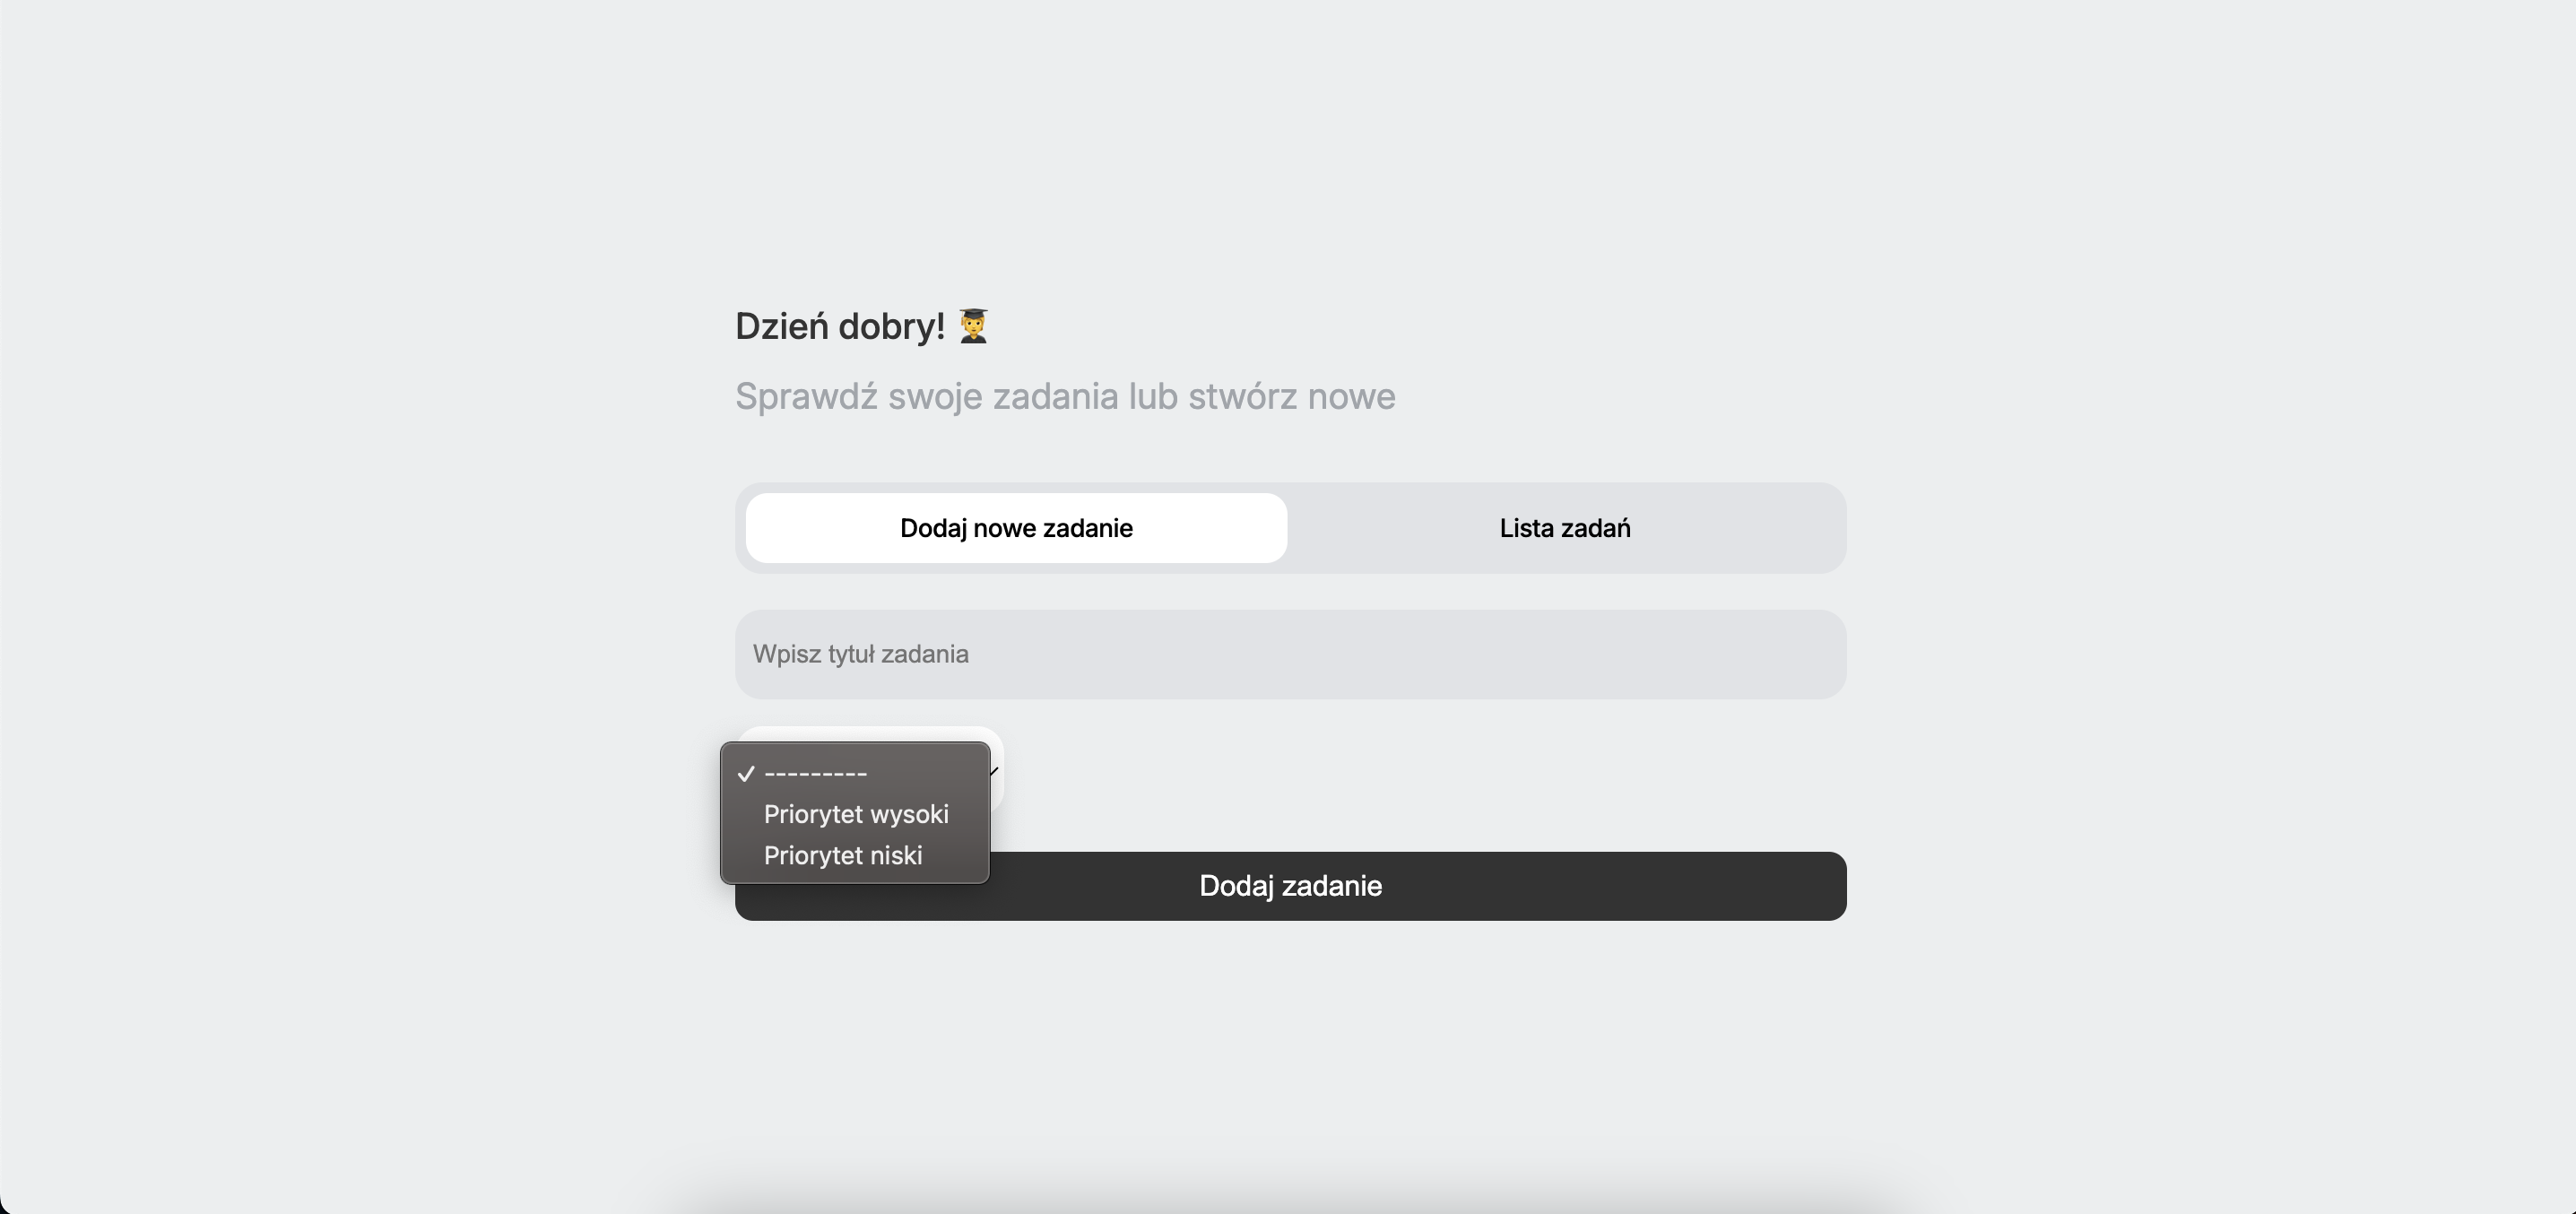 Dzień dobry! 👨‍🎓
Sprawdź swoje zadania lub stwórz nowe
Dodaj nowe zadanie
Lista zadań
Wpisz tytuł zadania
✓ ---------
Priorytet wysoki
Priorytet niski
Dodaj zadanie